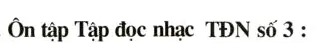 Ôn tập Tập đọc nhạc TĐN số 3 :